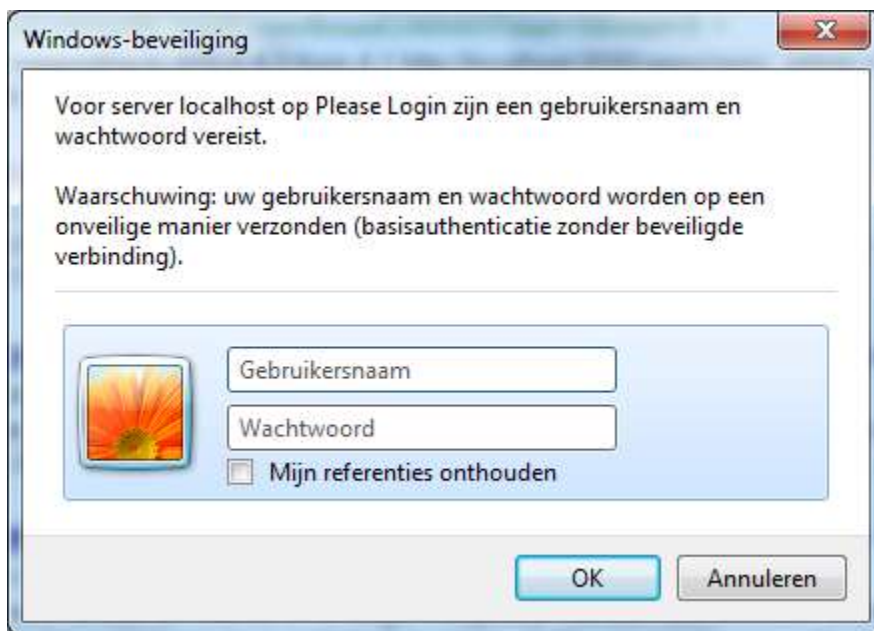 Windows-beveiliging
Voor server localhost op Please Login zijn een gebruikersnaam en
wachtwoord vereist.
Waarschuwing: uw gebruikersnaam en wachtwoord worden op een
onveilige manier verzonden (basisauthenticatie zonder beveiligde
verbinding).
Gebruikersnaam
Wachtwoord
Mijn referenties onthouden
OK
Annuleren